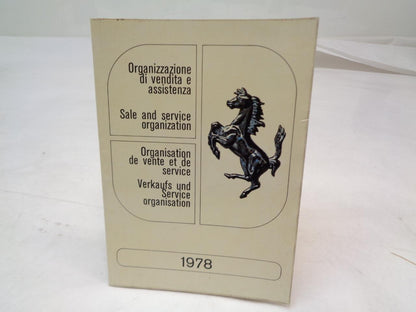 Organizzazione
di vendita e
assistenza
Sale and service
organization
Organisation
de vente et de
service
Verkaufs und
Service
organisation
1978